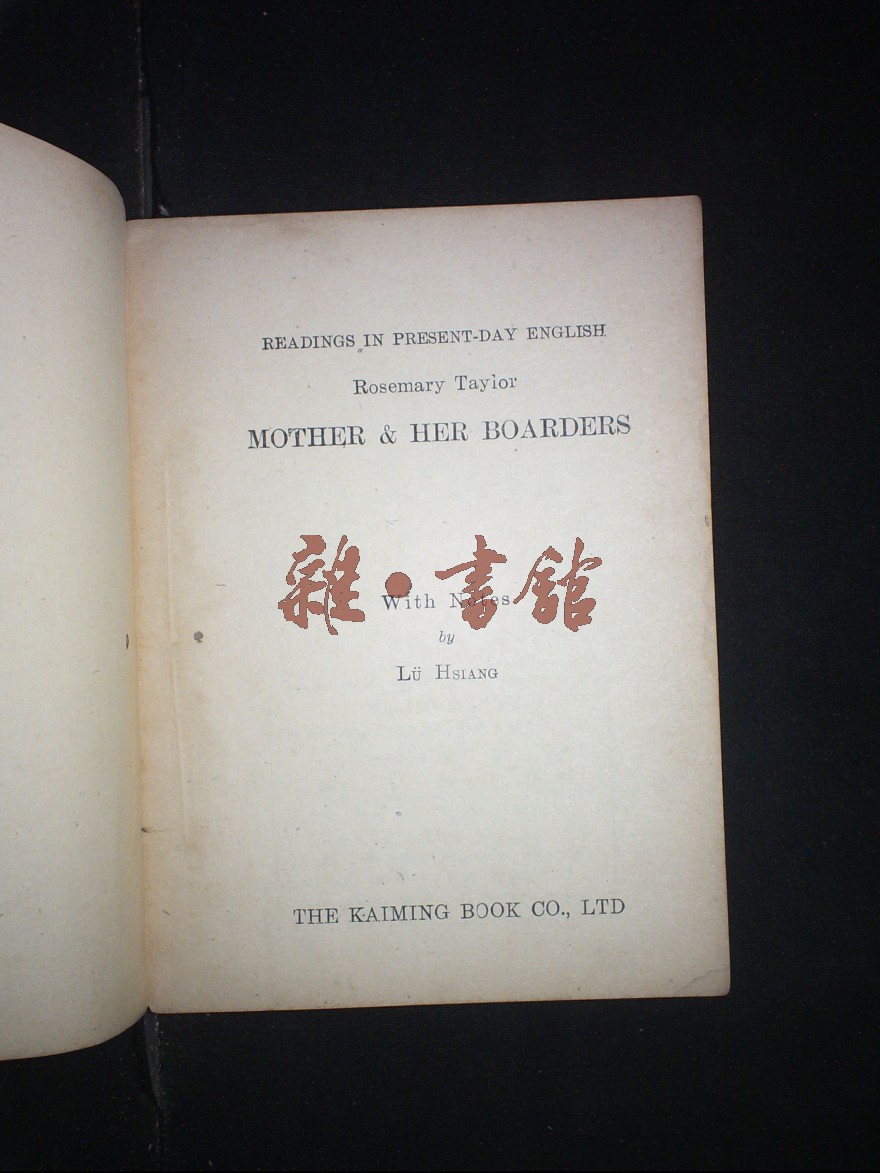 READINGS IN PRESENT-DAY ENGLISH
Rosemary Taylor
MOTHER & HER BOARDERS
雜·書館
With Notes
by
LÜ HSIANG
THE KAIMING BOOK CO., LTD